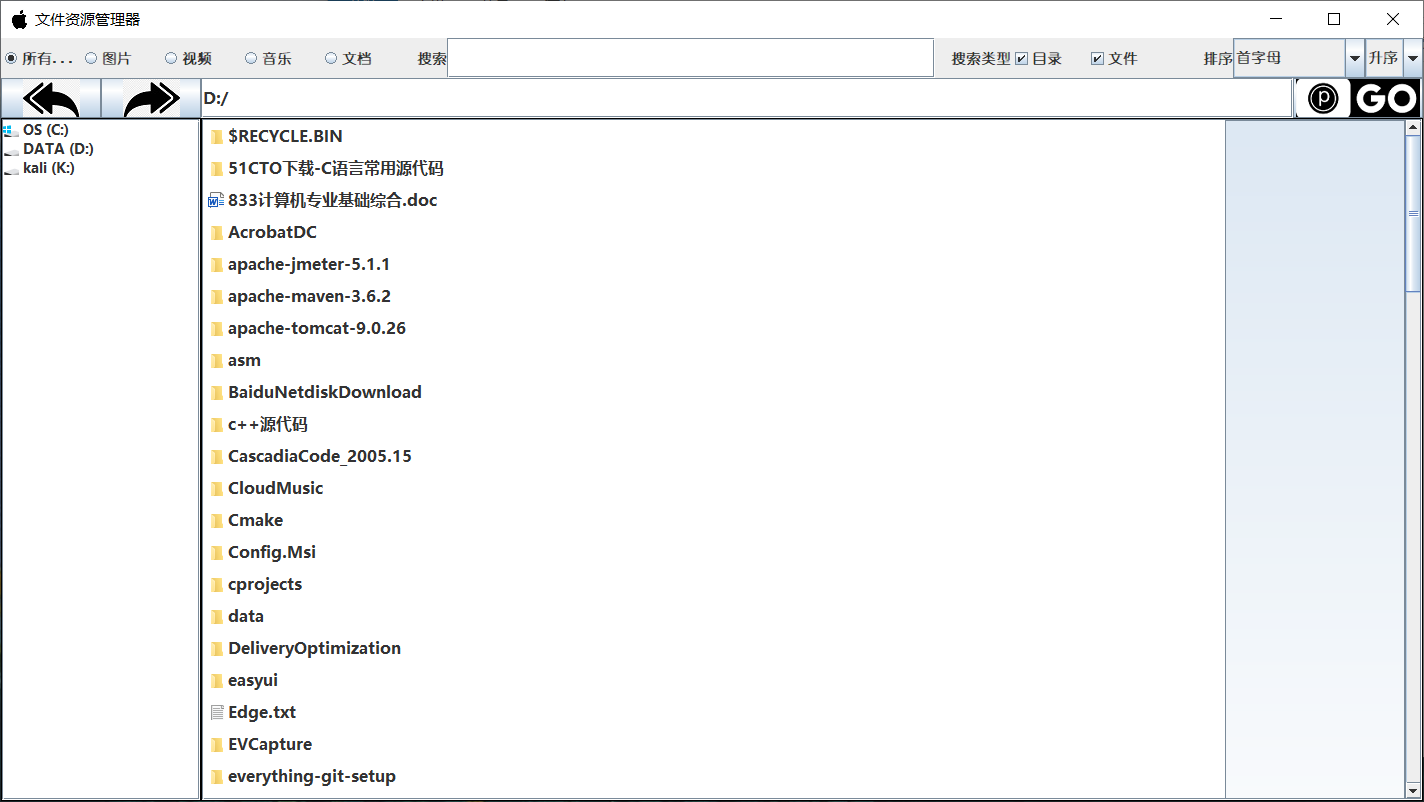 文件资源管理器
所有... 图片 视频 音乐 文档 搜索 搜索类型 目录 文件 排序 首字母 升序
D:/ P GO
OS (C:)
DATA (D:)
kali (K:)
$RECYCLE.BIN
51CTO下载-C语言常用源代码
833计算机专业基础综合.doc
AcrobatDC
apache-jmeter-5.1.1
apache-maven-3.6.2
apache-tomcat-9.0.26
asm
BaiduNetdiskDownload
c++源代码
CascadiaCode_2005.15
CloudMusic
Cmake
Config.Msi
cprojects
data
DeliveryOptimization
easyui
Edge.txt
EVCapture
everything-git-setup